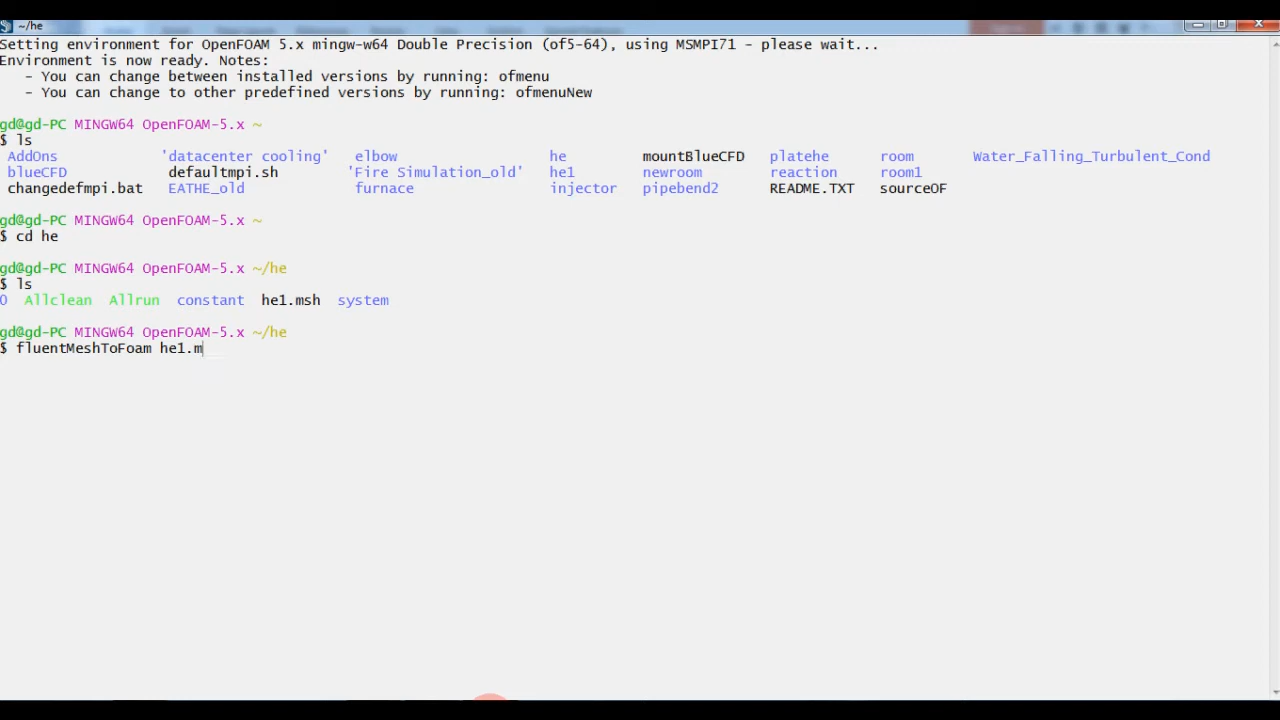 ~/he
Setting environment for OpenFOAM 5.x mingw-w64 Double Precision (of5-64), using MSMPI71 - please wait...
Environment is now ready. Notes:
- You can change between installed versions by running: ofmenu
- You can change to other predefined versions by running: ofmenuNew
gd@gd-PC MINGW64 OpenFOAM-5.x ~
$ ls
AddOns 'datacenter cooling' elbow he mountBlueCFD platehe room Water_Falling_Turbulent_Cond
blueCFD defaultmpi.sh 'Fire Simulation_old' he1 newroom reaction room1
changedefmpi.bat EATHE_old furnace injector pipebend2 README.TXT sourceOF
gd@gd-PC MINGW64 OpenFOAM-5.x ~
$ cd he
gd@gd-PC MINGW64 OpenFOAM-5.x ~/he
$ ls
0 Allclean Allrun constant he1.msh system
gd@gd-PC MINGW64 OpenFOAM-5.x ~/he
$ fluentMeshToFoam he1.m